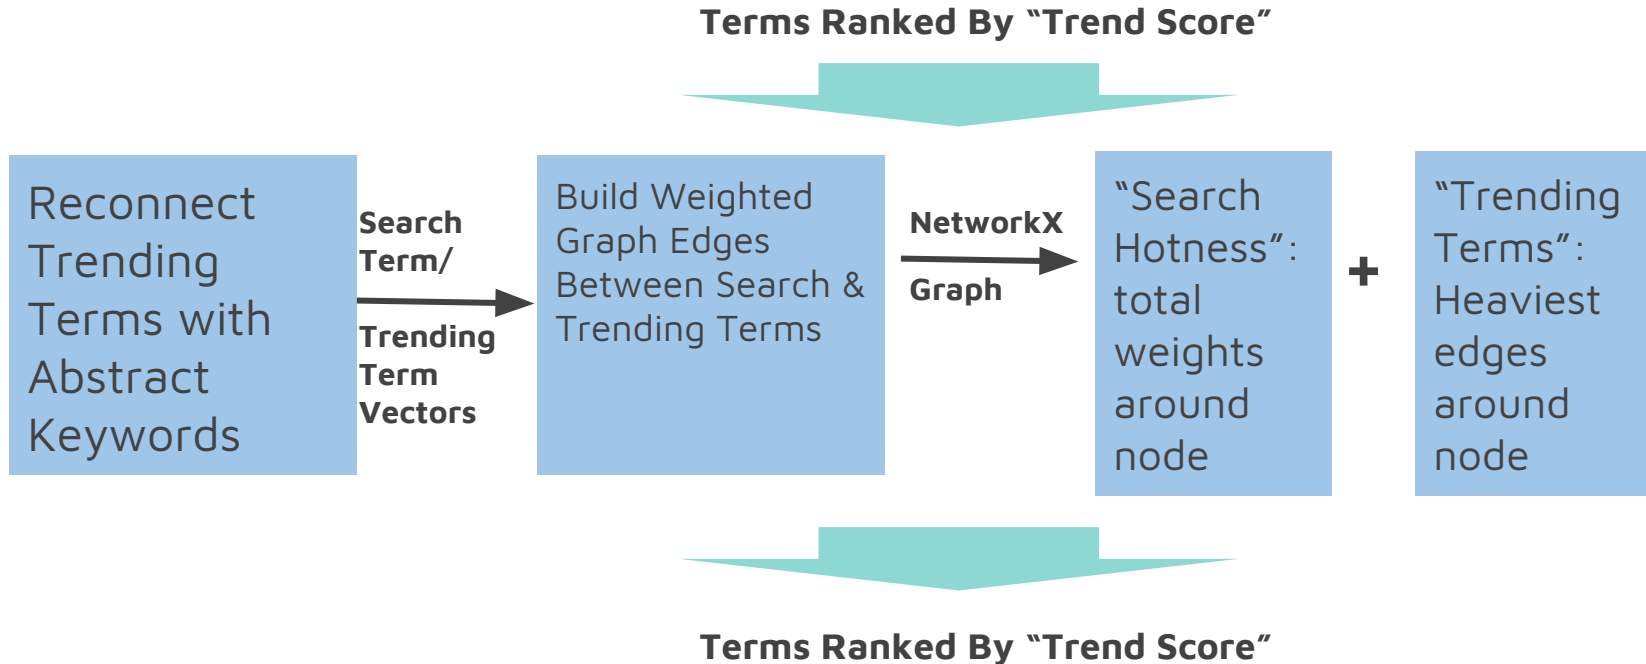 Terms Ranked By “Trend Score”
Reconnect
Trending
Terms with
Abstract
Keywords
Search
Term/
Trending
Term
Vectors
Build Weighted
Graph Edges
Between Search &
Trending Terms
NetworkX
Graph
“Search
Hotness”:
total
weights
around
node
+
“Trending
Terms”:
Heaviest
edges
around
node
Terms Ranked By “Trend Score”